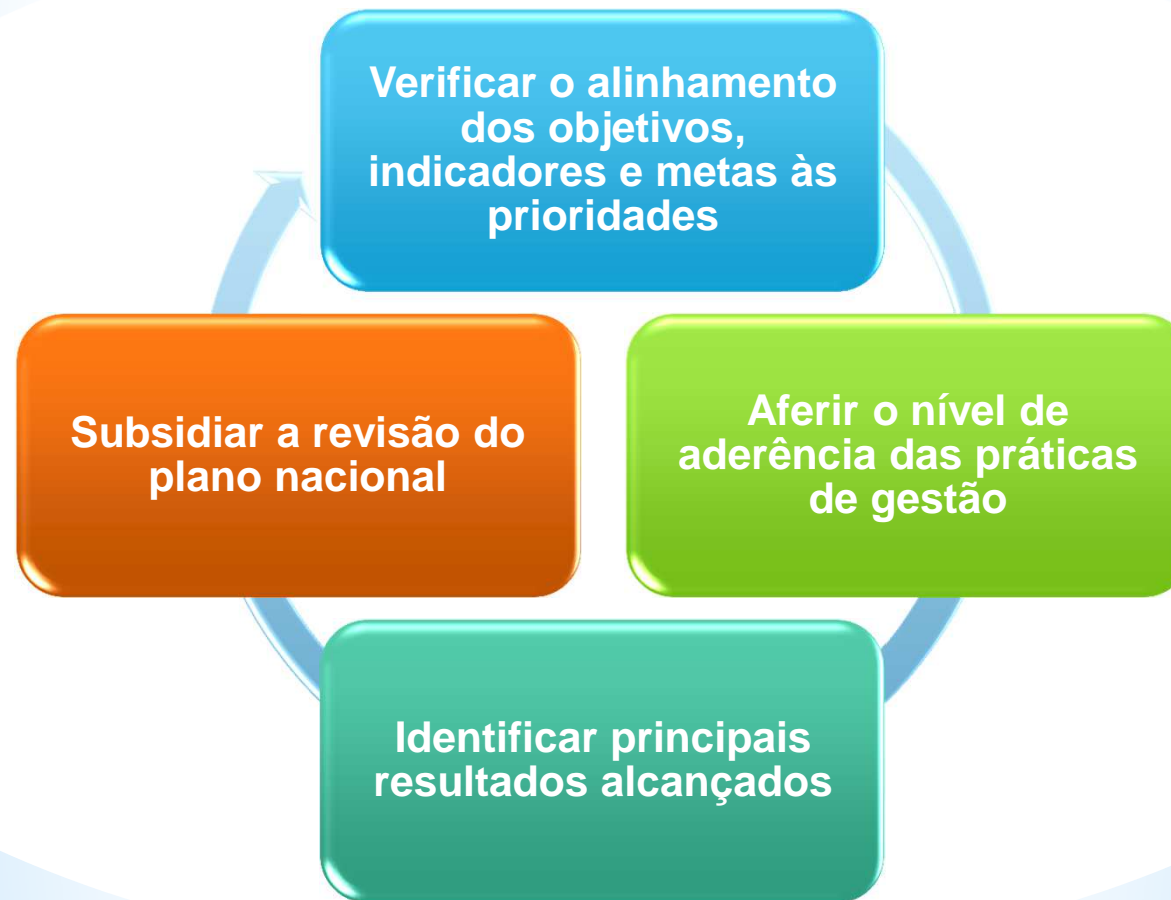 Verificar o alinhamento
dos objetivos,
indicadores e metas às
prioridades
Aferir o nível de
aderência das práticas
de gestão
Identificar principais
resultados alcançados
Subsidiar a revisão do
plano nacional